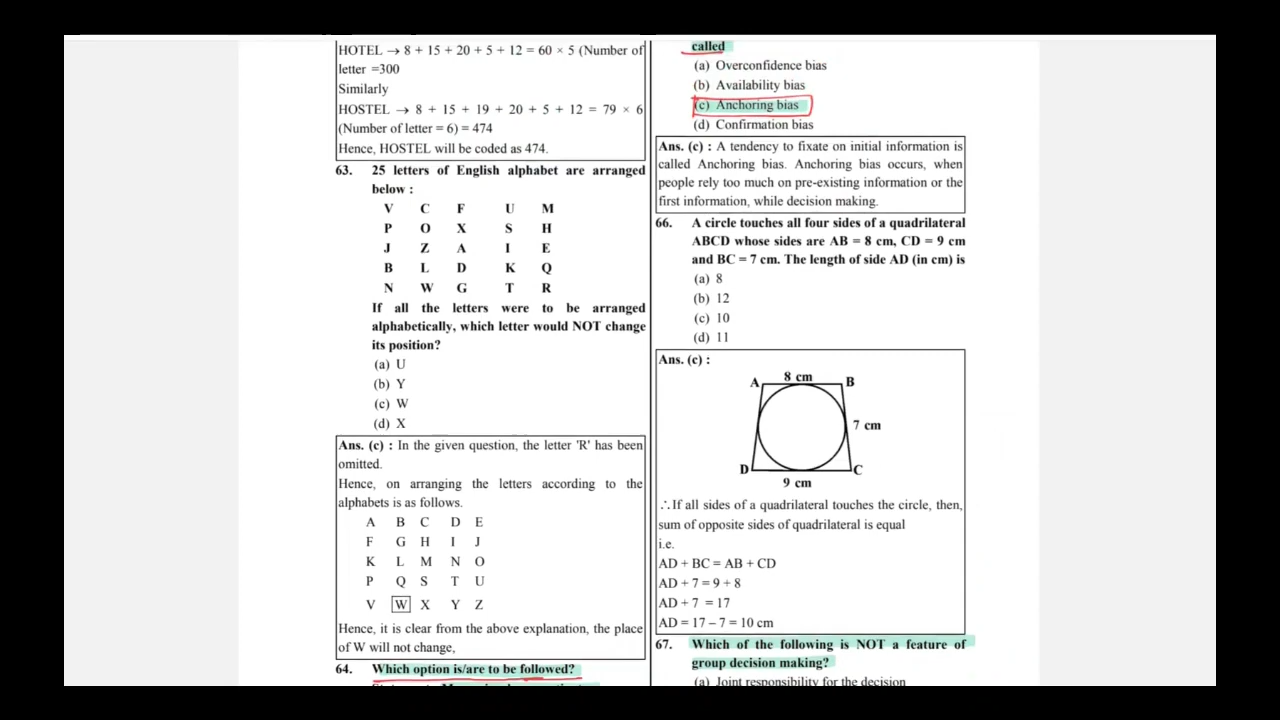 HOTEL → 8 + 15 + 20 + 5 + 12 = 60 × 5 (Number of
letter =300
Similarly
HOSTEL → 8 + 15 + 19 + 20 + 5 + 12 = 79 × 6
(Number of letter = 6) = 474
Hence, HOSTEL will be coded as 474.
63. 25 letters of English alphabet are arranged
below :
V C F U M
P O X S H
J Z A I E
B L D K Q
N W G T R
If all the letters were to be arranged
alphabetically, which letter would NOT change
its position?
(a) U
(b) Y
(c) W
(d) X
Ans. (c) : In the given question, the letter 'R' has been
omitted.
Hence, on arranging the letters according to the
alphabets is as follows.
A B C D E
F G H I J
K L M N O
P Q S T U
V W X Y Z
Hence, it is clear from the above explanation, the place
of W will not change,
64. Which option is/are to be followed?
called
(a) Overconfidence bias
(b) Availability bias
(c) Anchoring bias
(d) Confirmation bias
Ans. (c) : A tendency to fixate on initial information is
called Anchoring bias. Anchoring bias occurs, when
people rely too much on pre-existing information or the
first information, while decision making.
66. A circle touches all four sides of a quadrilateral
ABCD whose sides are AB = 8 cm, CD = 9 cm
and BC = 7 cm. The length of side AD (in cm) is
(a) 8
(b) 12
(c) 10
(d) 11
Ans. (c) :
8 cm
A B
7 cm
D C
9 cm
∴If all sides of a quadrilateral touches the circle, then,
sum of opposite sides of quadrilateral is equal
i.e.
AD + BC = AB + CD
AD + 7 = 9 + 8
AD + 7 = 17
AD = 17 – 7 = 10 cm
67. Which of the following is NOT a feature of
group decision making?
(a) Joint responsibility for the decision